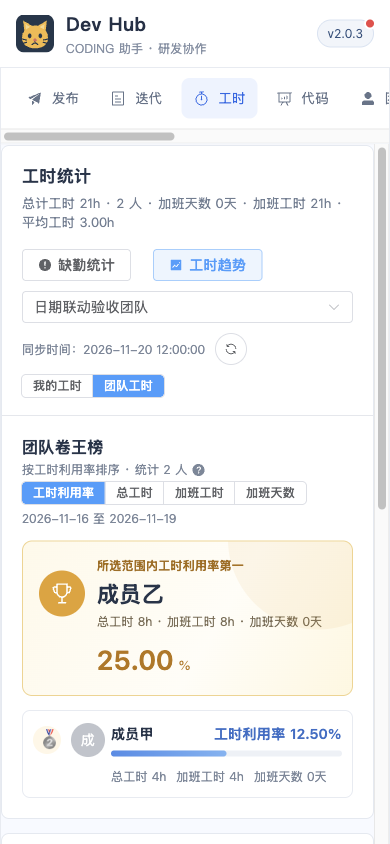 Dev Hub
CODING 助手 · 研发协作
v2.0.3
发布
迭代
工时
代码
工时统计
总计工时 21h · 2 人 · 加班天数 0天 · 加班工时 21h ·
平均工时 3.00h
缺勤统计
工时趋势
日期联动验收团队
同步时间：2026-11-20 12:00:00
我的工时
团队工时
团队卷王榜
按工时利用率排序 · 统计 2 人
工时利用率
总工时
加班工时
加班天数
2026-11-16 至 2026-11-19
所选范围内工时利用率第一
成员乙
总工时 8h · 加班工时 8h · 加班天数 0天
25.00 %
2
成
成员甲
工时利用率 12.50%
总工时 4h 加班工时 4h 加班天数 0天